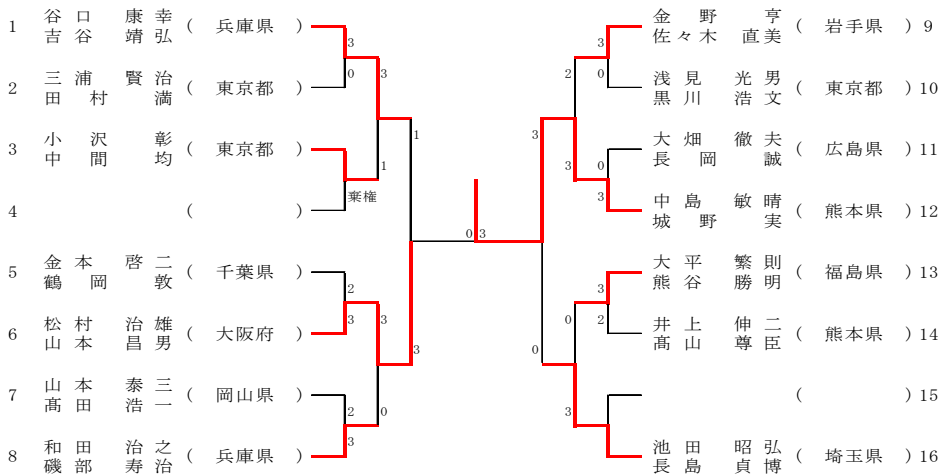 1 谷口 康幸 吉谷 靖弘 ( 兵庫県 )
2 三浦 賢治 田村 満 ( 東京都 )
3 小沢 彰 中間 均 ( 東京都 )
4 ( )
5 金本 啓二 鶴岡 敦 ( 千葉県 )
6 松村 治雄 山本 昌男 ( 大阪府 )
7 山本 泰三 髙田 浩一 ( 岡山県 )
8 和田 治之 磯部 寿治 ( 兵庫県 )
3
0
3
1
1
棄権
2
3
3
3
2
3
0
0 3
金野 亨 佐々木 直美 ( 岩手県 ) 9
浅見 光男 黒川 浩文 ( 東京都 ) 10
大畑 徹夫 長岡 誠 ( 広島県 ) 11
中島 敏晴 城野 実 ( 熊本県 ) 12
大平 繁則 熊谷 勝明 ( 福島県 ) 13
井上 伸二 髙山 尊臣 ( 熊本県 ) 14
( ) 15
池田 昭弘 長島 貞博 ( 埼玉県 ) 16
3
2
0
3
3
0
3
3
0
2
0
3